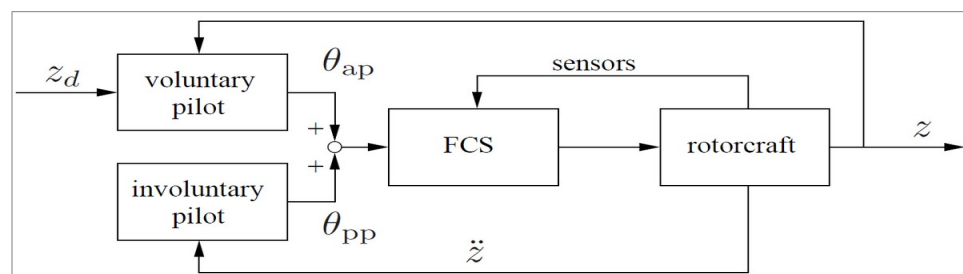 z_d
voluntary
pilot
θ_ap
+
+
involuntary
pilot
θ_pp
FCS
sensors
rotorcraft
z
z̈